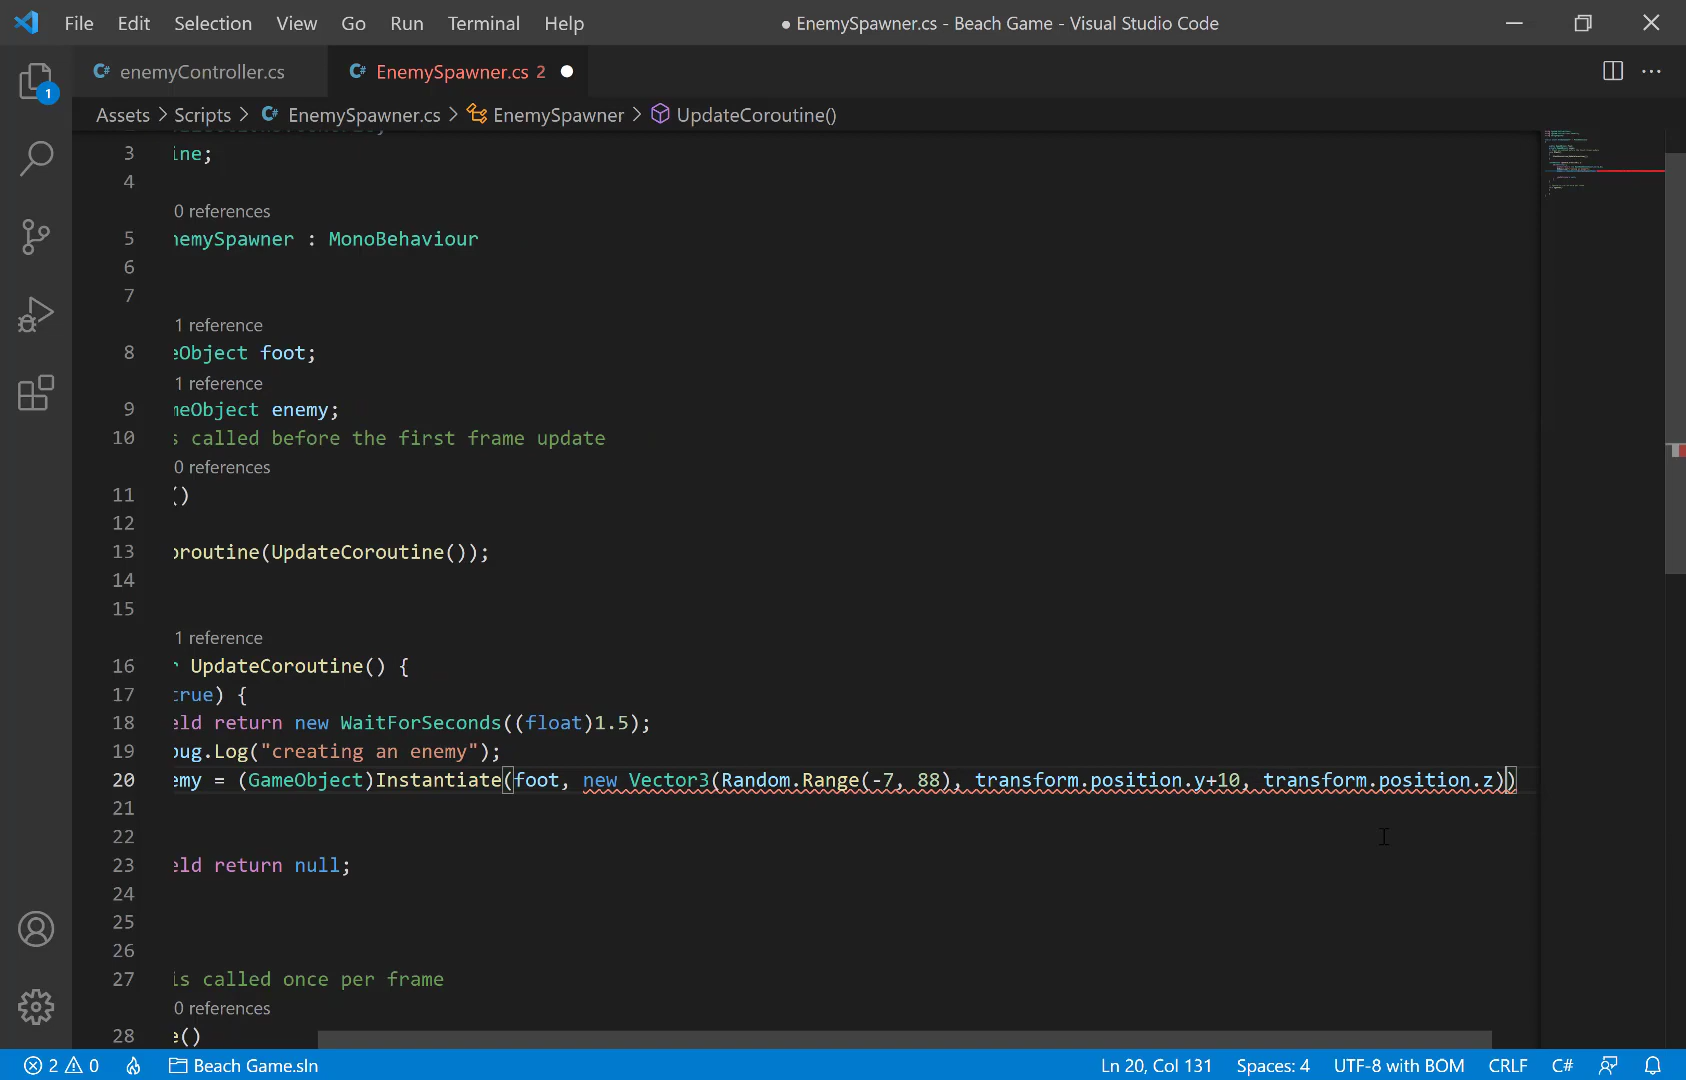 File Edit Selection View Go Run Terminal Help ● EnemySpawner.cs - Beach Game - Visual Studio Code
enemyController.cs EnemySpawner.cs 2
Assets > Scripts > EnemySpawner.cs > EnemySpawner > UpdateCoroutine()
3 ine;
4
0 references
5 nemySpawner : MonoBehaviour
6
7
1 reference
8 eObject foot;
1 reference
9 meObject enemy;
10 s called before the first frame update
0 references
11 ()
12
13 oroutine(UpdateCoroutine());
14
15
1 reference
16 r UpdateCoroutine() {
17 true) {
18 eld return new WaitForSeconds((float)1.5);
19 bug.Log("creating an enemy");
20 emy = (GameObject)Instantiate(foot, new Vector3(Random.Range(-7, 88), transform.position.y+10, transform.position.z))
21
22
23 eld return null;
24
25
26
27 is called once per frame
0 references
28 e()
1
2 0 Beach Game.sln Ln 20, Col 131 Spaces: 4 UTF-8 with BOM CRLF C#